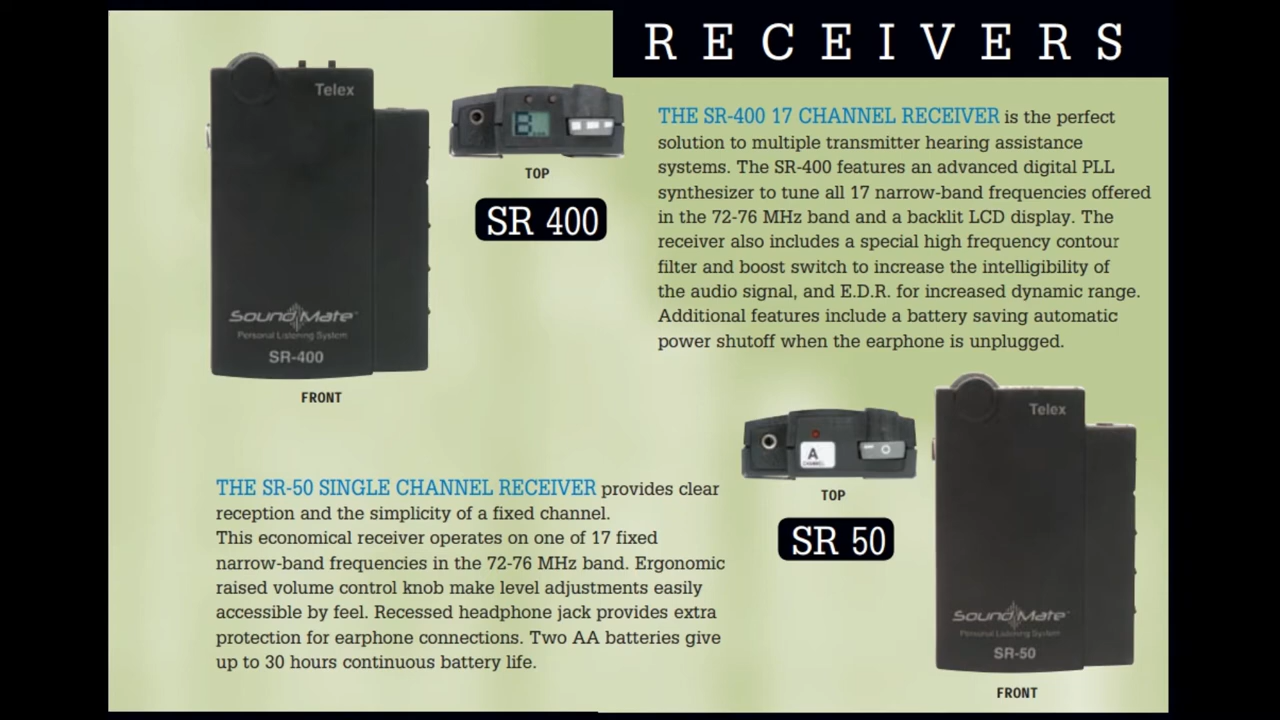 RECEIVERS
Telex
Sound Mate
Personal Listening System
SR-400
FRONT
B
TOP
SR 400
THE SR-400 17 CHANNEL RECEIVER is the perfect
solution to multiple transmitter hearing assistance
systems. The SR-400 features an advanced digital PLL
synthesizer to tune all 17 narrow-band frequencies offered
in the 72-76 MHz band and a backlit LCD display. The
receiver also includes a special high frequency contour
filter and boost switch to increase the intelligibility of
the audio signal, and E.D.R. for increased dynamic range.
Additional features include a battery saving automatic
power shutoff when the earphone is unplugged.
THE SR-50 SINGLE CHANNEL RECEIVER provides clear
reception and the simplicity of a fixed channel.
This economical receiver operates on one of 17 fixed
narrow-band frequencies in the 72-76 MHz band. Ergonomic
raised volume control knob make level adjustments easily
accessible by feel. Recessed headphone jack provides extra
protection for earphone connections. Two AA batteries give
up to 30 hours continuous battery life.
A
CHANNEL
TOP
SR 50
Telex
Sound Mate
Personal Listening System
SR-50
FRONT